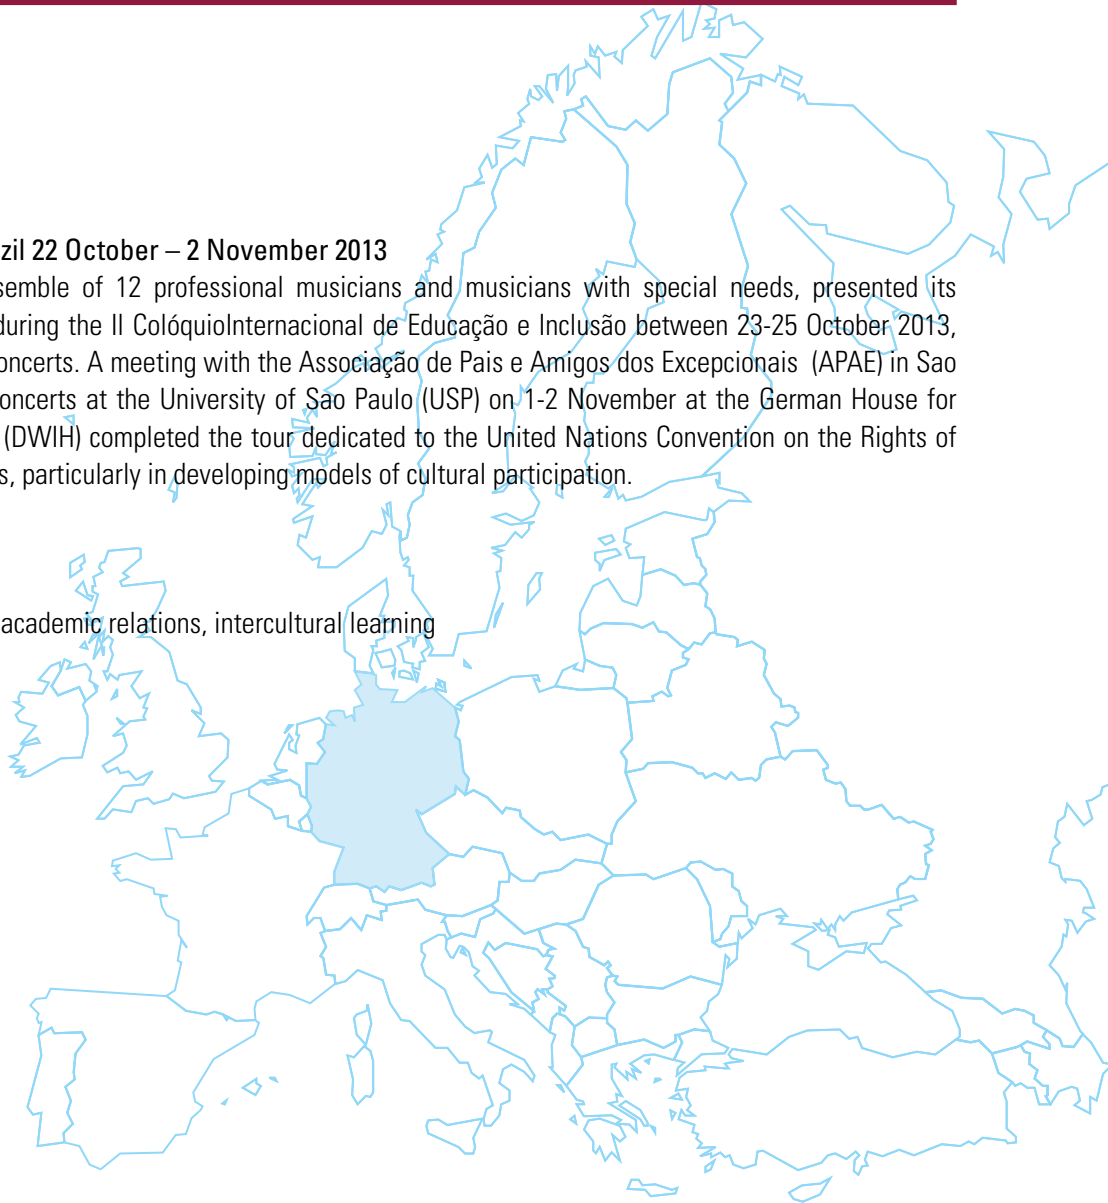 zil 22 October – 2 November 2013
semble of 12 professional musicians and musicians with special needs, presented its
during the II ColóquioInternacional de Educação e Inclusão between 23-25 October 2013,
oncerts. A meeting with the Associação de Pais e Amigos dos Excepcionais (APAE) in Sao
oncerts at the University of Sao Paulo (USP) on 1-2 November at the German House for
(DWIH) completed the tour dedicated to the United Nations Convention on the Rights of
s, particularly in developing models of cultural participation.
academic relations, intercultural learning